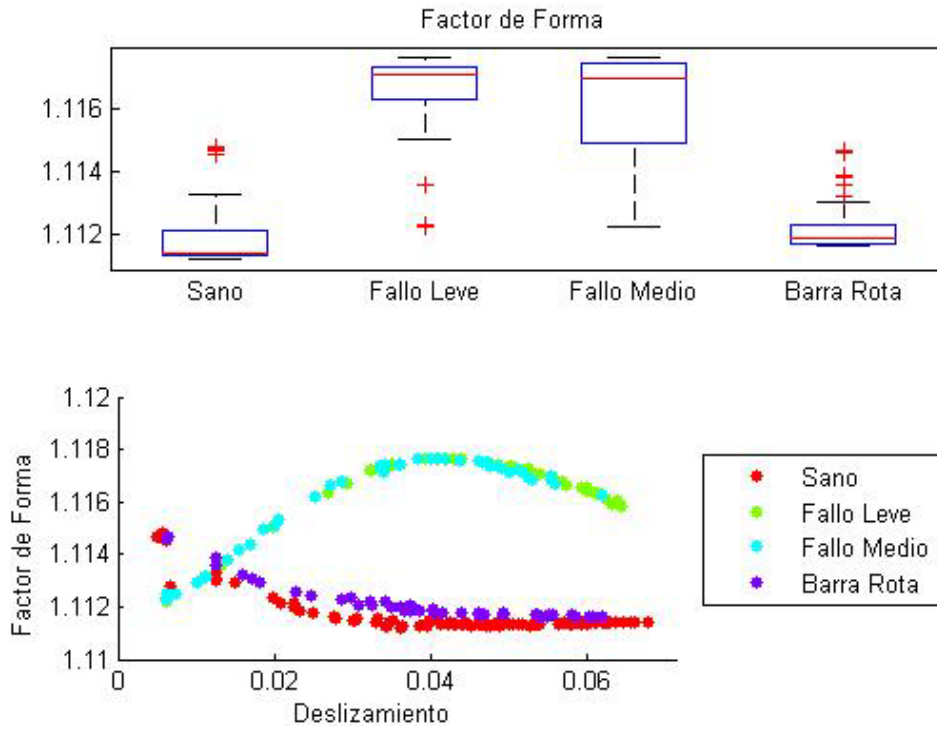 Factor de Forma
1.116
1.114
1.112
Sano
Fallo Leve
Fallo Medio
Barra Rota
1.12
1.118
1.116
1.114
1.112
1.11
Factor de Forma
0
0.02
0.04
0.06
Deslizamiento
Sano
Fallo Leve
Fallo Medio
Barra Rota